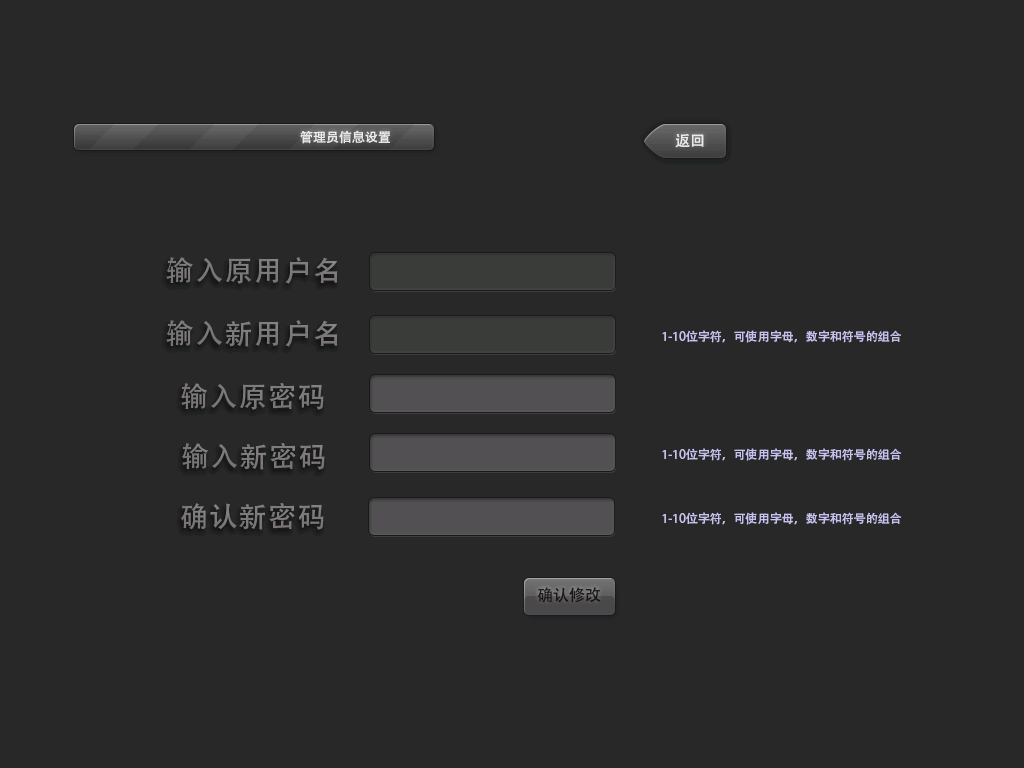 管理员信息设置
返回
输入原用户名
输入新用户名
1-10位字符，可使用字母，数字和符号的组合
输入原密码
输入新密码
1-10位字符，可使用字母，数字和符号的组合
确认新密码
1-10位字符，可使用字母，数字和符号的组合
确认修改